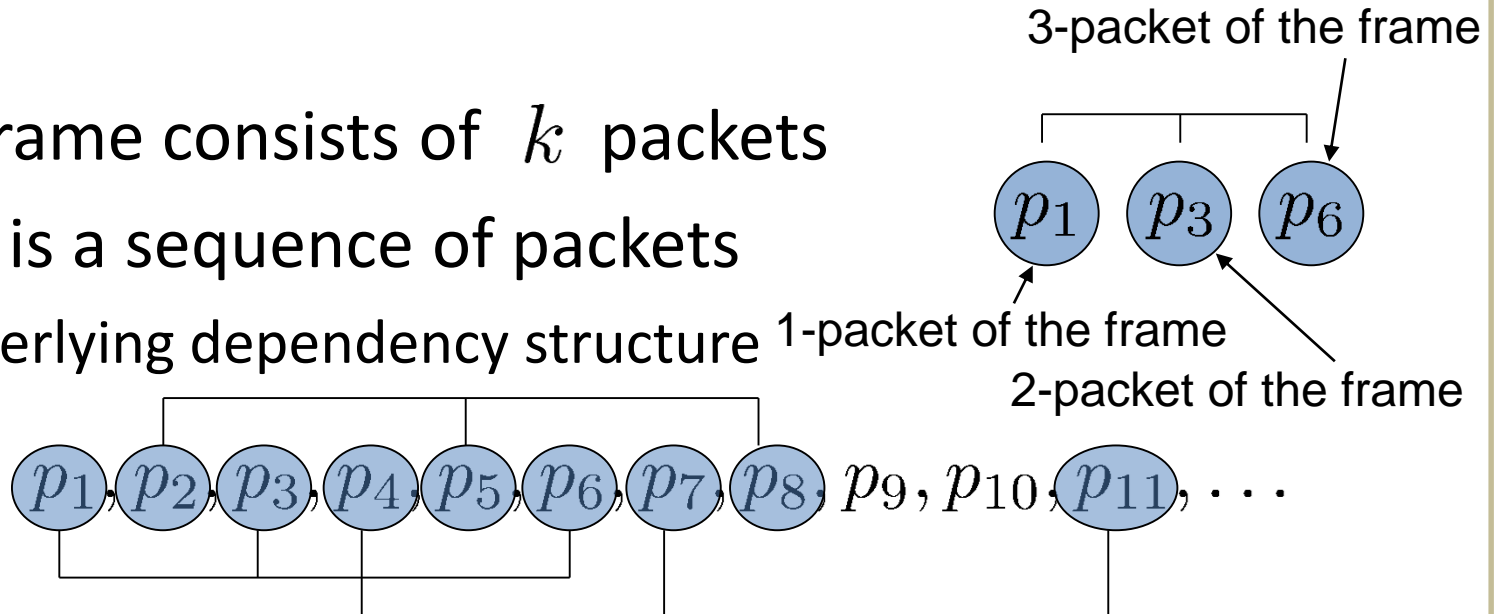 3-packet of the frame
rame consists of k packets
p1 p3 p6
is a sequence of packets
1-packet of the frame
erlying dependency structure
2-packet of the frame
p1, p2, p3, p4, p5, p6, p7, p8, p9, p10, p11, ...